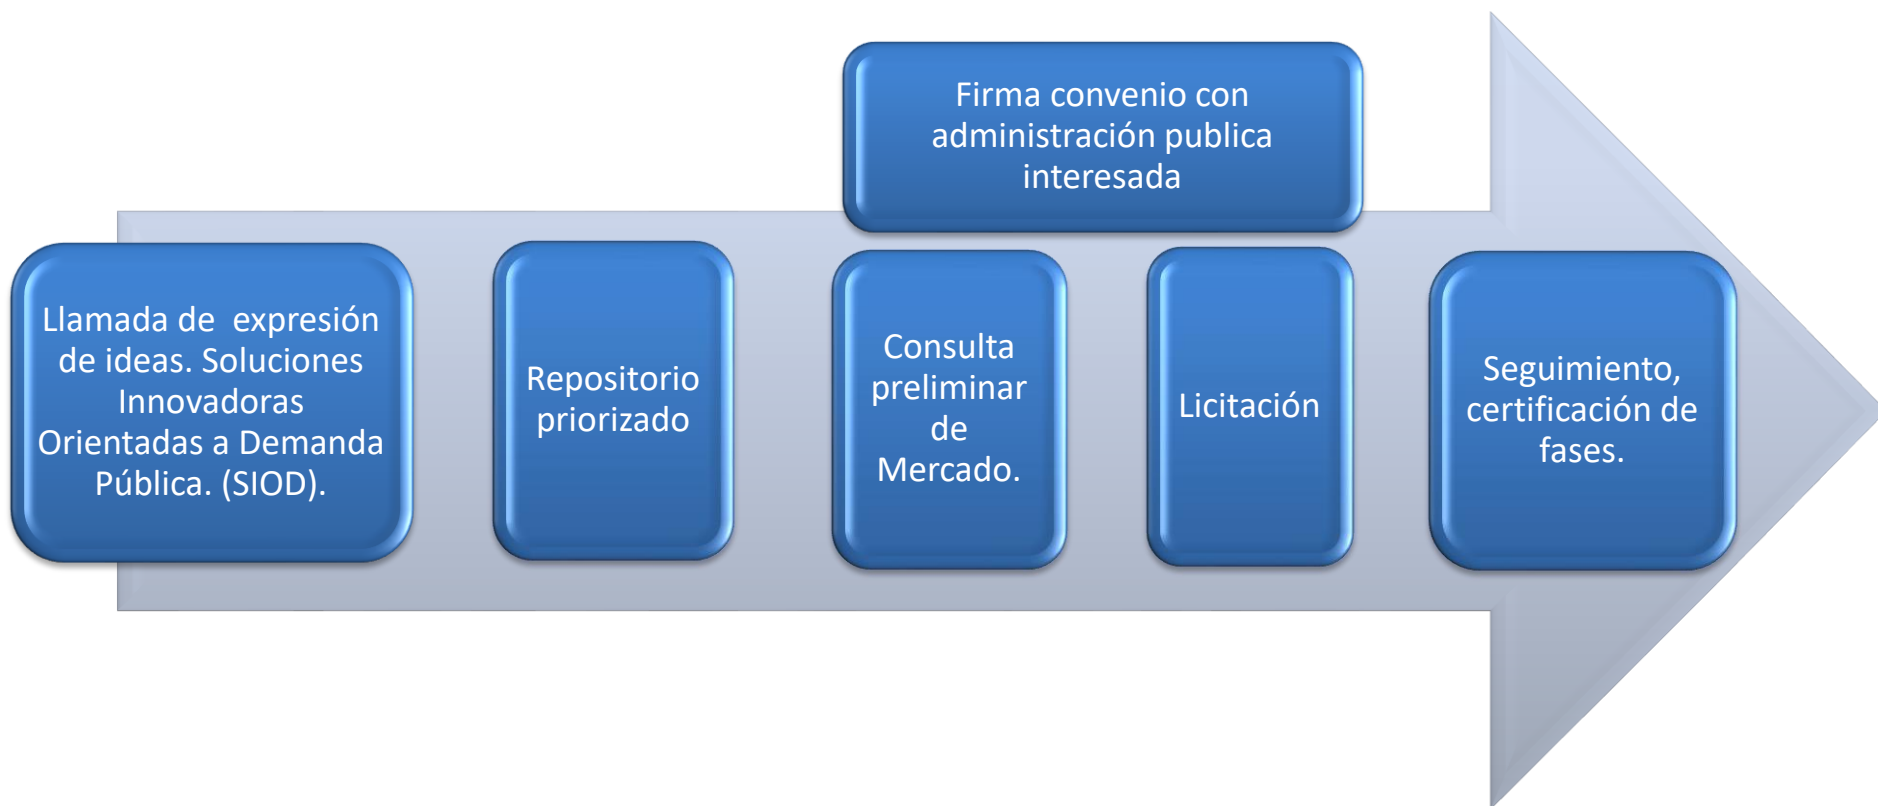 Firma convenio con
administración publica
interesada
Llamada de  expresión
de ideas. Soluciones
Innovadoras
Orientadas a Demanda
Pública. (SIOD).
Repositorio
priorizado
Consulta
preliminar
de
Mercado.
Licitación
Seguimiento,
certificación de
fases.